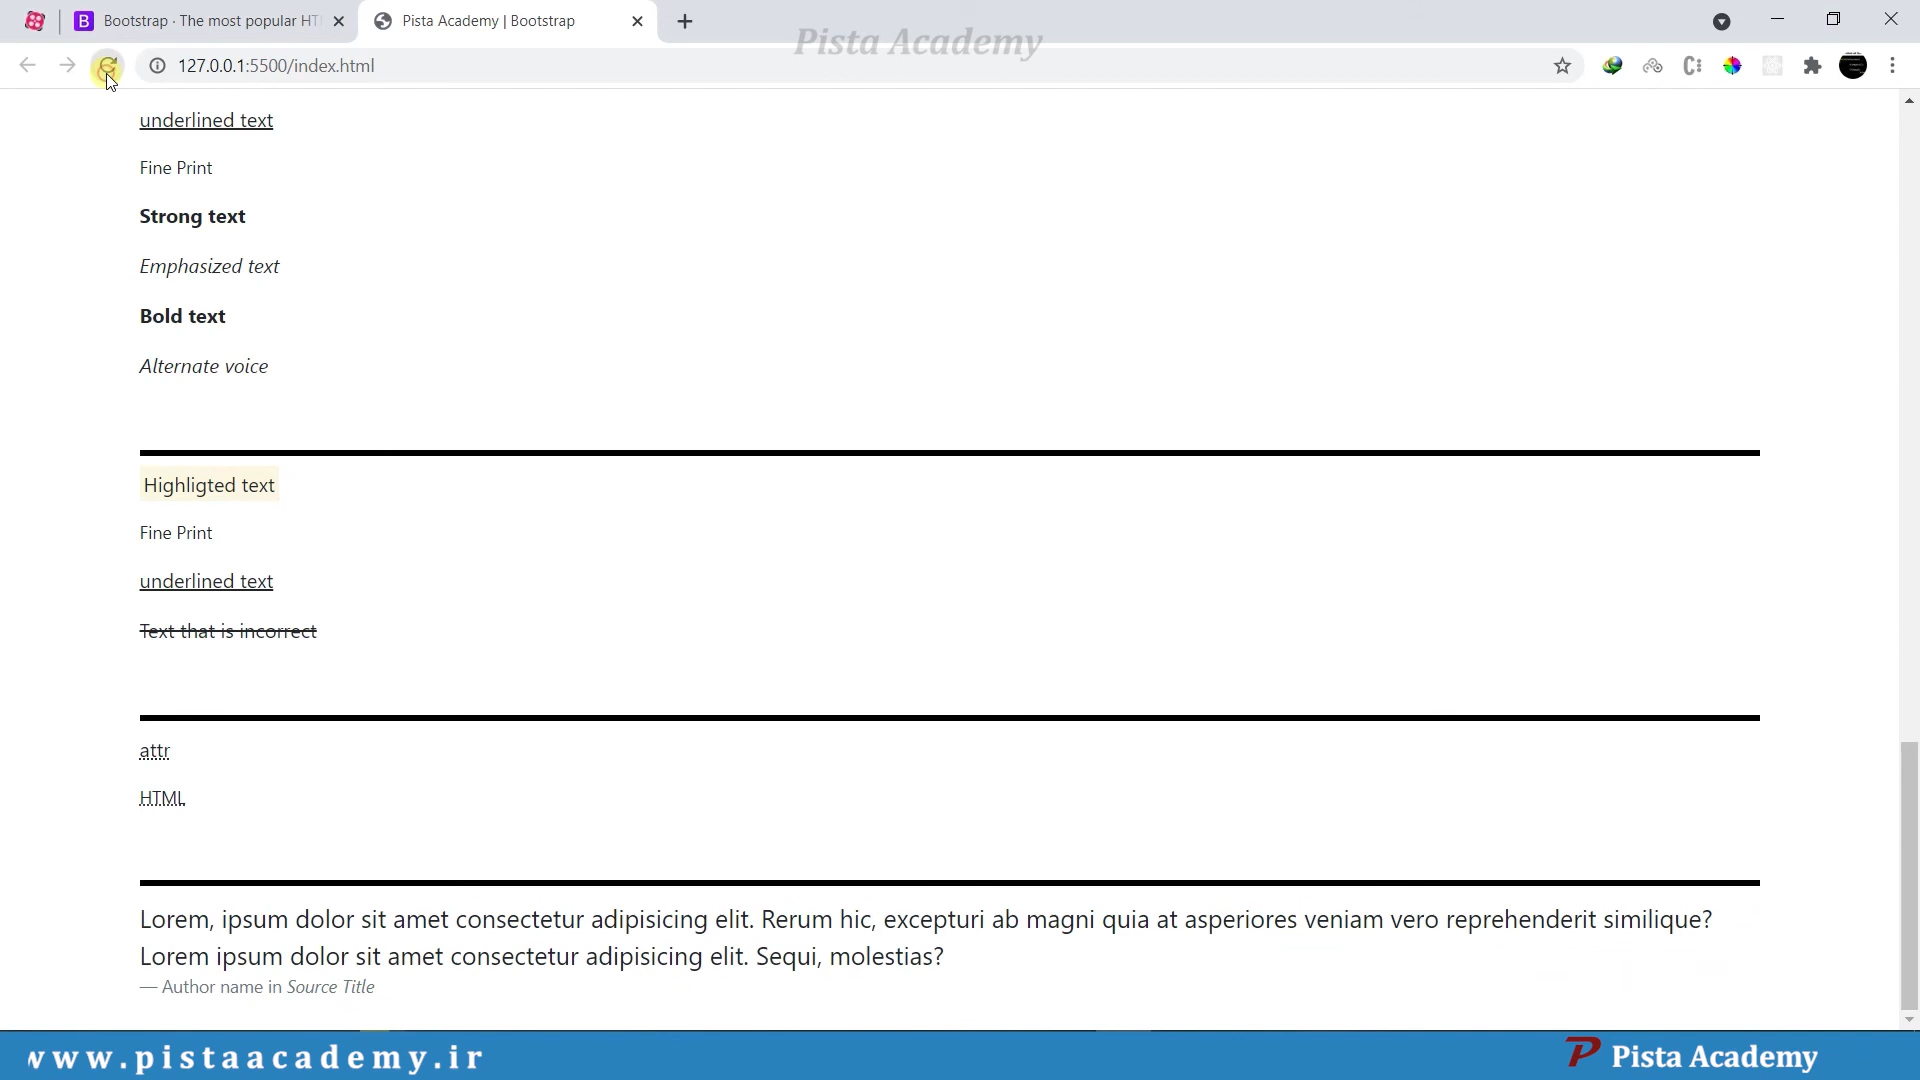 Bootstrap · The most popular HT
Pista Academy | Bootstrap
Pista Academy
127.0.0.1:5500/index.html
underlined text
Fine Print
Strong text
Emphasized text
Bold text
Alternate voice
Highligted text
Fine Print
underlined text
Text that is incorrect
attr
HTML
Lorem, ipsum dolor sit amet consectetur adipisicing elit. Rerum hic, excepturi ab magni quia at asperiores veniam vero reprehenderit similique?
Lorem ipsum dolor sit amet consectetur adipisicing elit. Sequi, molestias?
— Author name in Source Title
www.pistaacademy.ir
Pista Academy